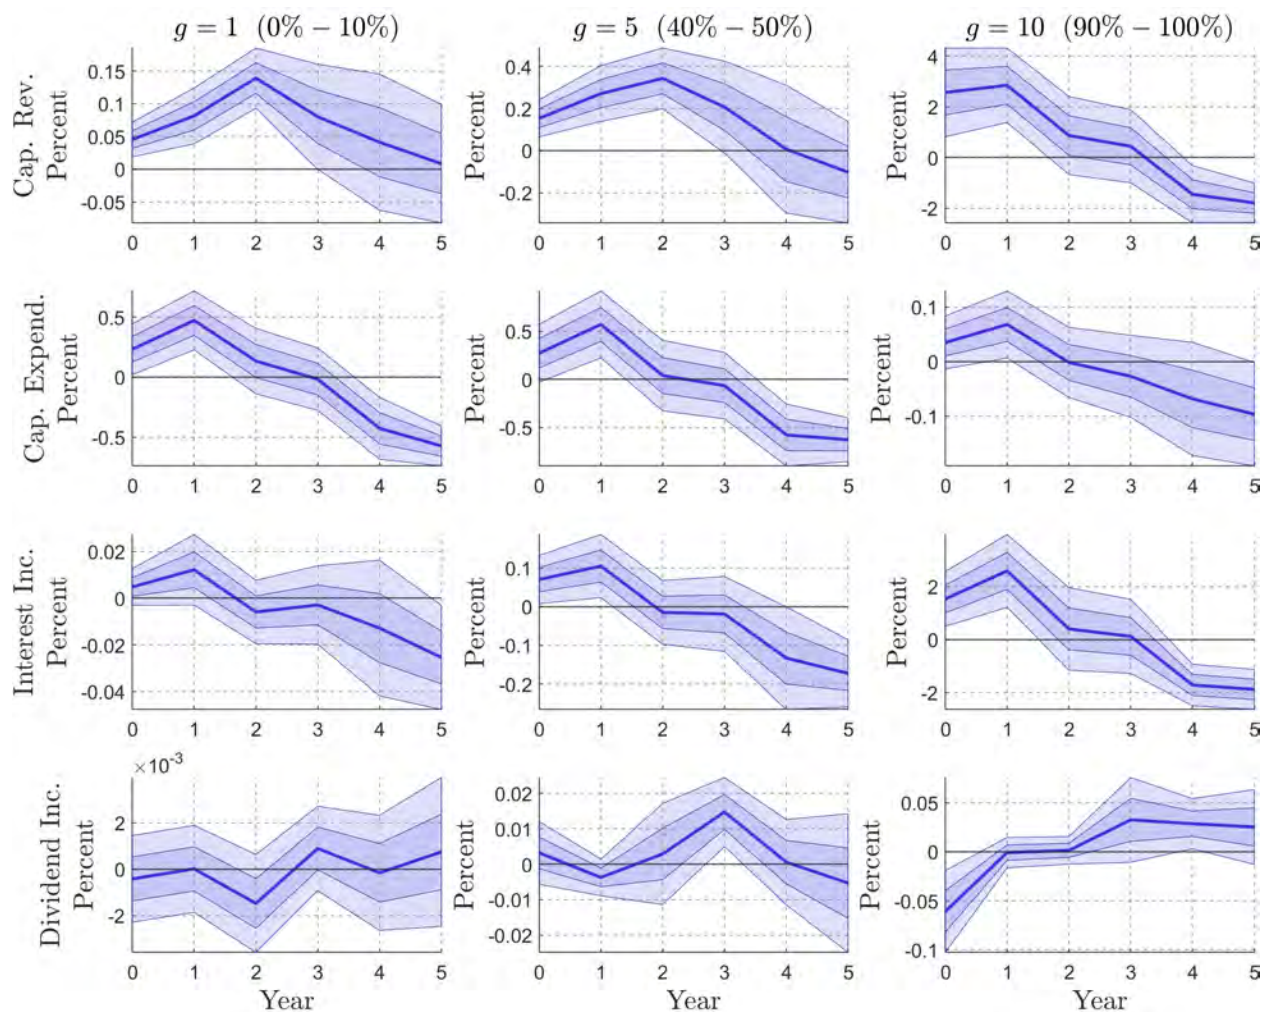 g = 1 (0% − 10%)
g = 5 (40% − 50%)
g = 10 (90% − 100%)
Cap. Rev.
Percent
0.15
0.1
0.05
0
-0.05
0 1 2 3 4 5
Percent
0.4
0.2
0
-0.2
0 1 2 3 4 5
Percent
4
2
0
-2
0 1 2 3 4 5
Cap. Expend.
Percent
0.5
0
-0.5
0 1 2 3 4 5
Percent
0.5
0
-0.5
0 1 2 3 4 5
Percent
0.1
0
-0.1
0 1 2 3 4 5
Interest Inc.
Percent
0.02
0
-0.02
-0.04
0 1 2 3 4 5
Percent
0.1
0
-0.1
-0.2
0 1 2 3 4 5
Percent
2
0
-2
0 1 2 3 4 5
Dividend Inc.
Percent
×10⁻³
2
0
-2
0 1 2 3 4 5
Year
Percent
0.02
0.01
0
-0.01
-0.02
0 1 2 3 4 5
Year
Percent
0.05
0
-0.05
-0.1
0 1 2 3 4 5
Year